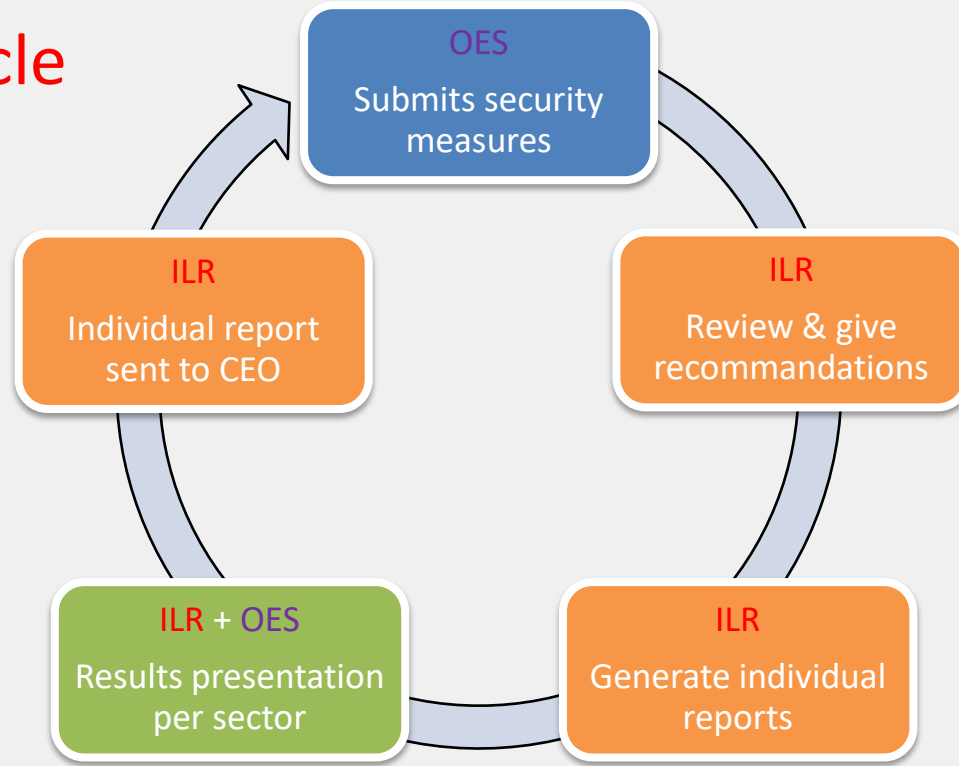 cle
OES
Submits security
measures
ILR
Review & give
recommandations
ILR
Generate individual
reports
ILR + OES
Results presentation
per sector
ILR
Individual report
sent to CEO